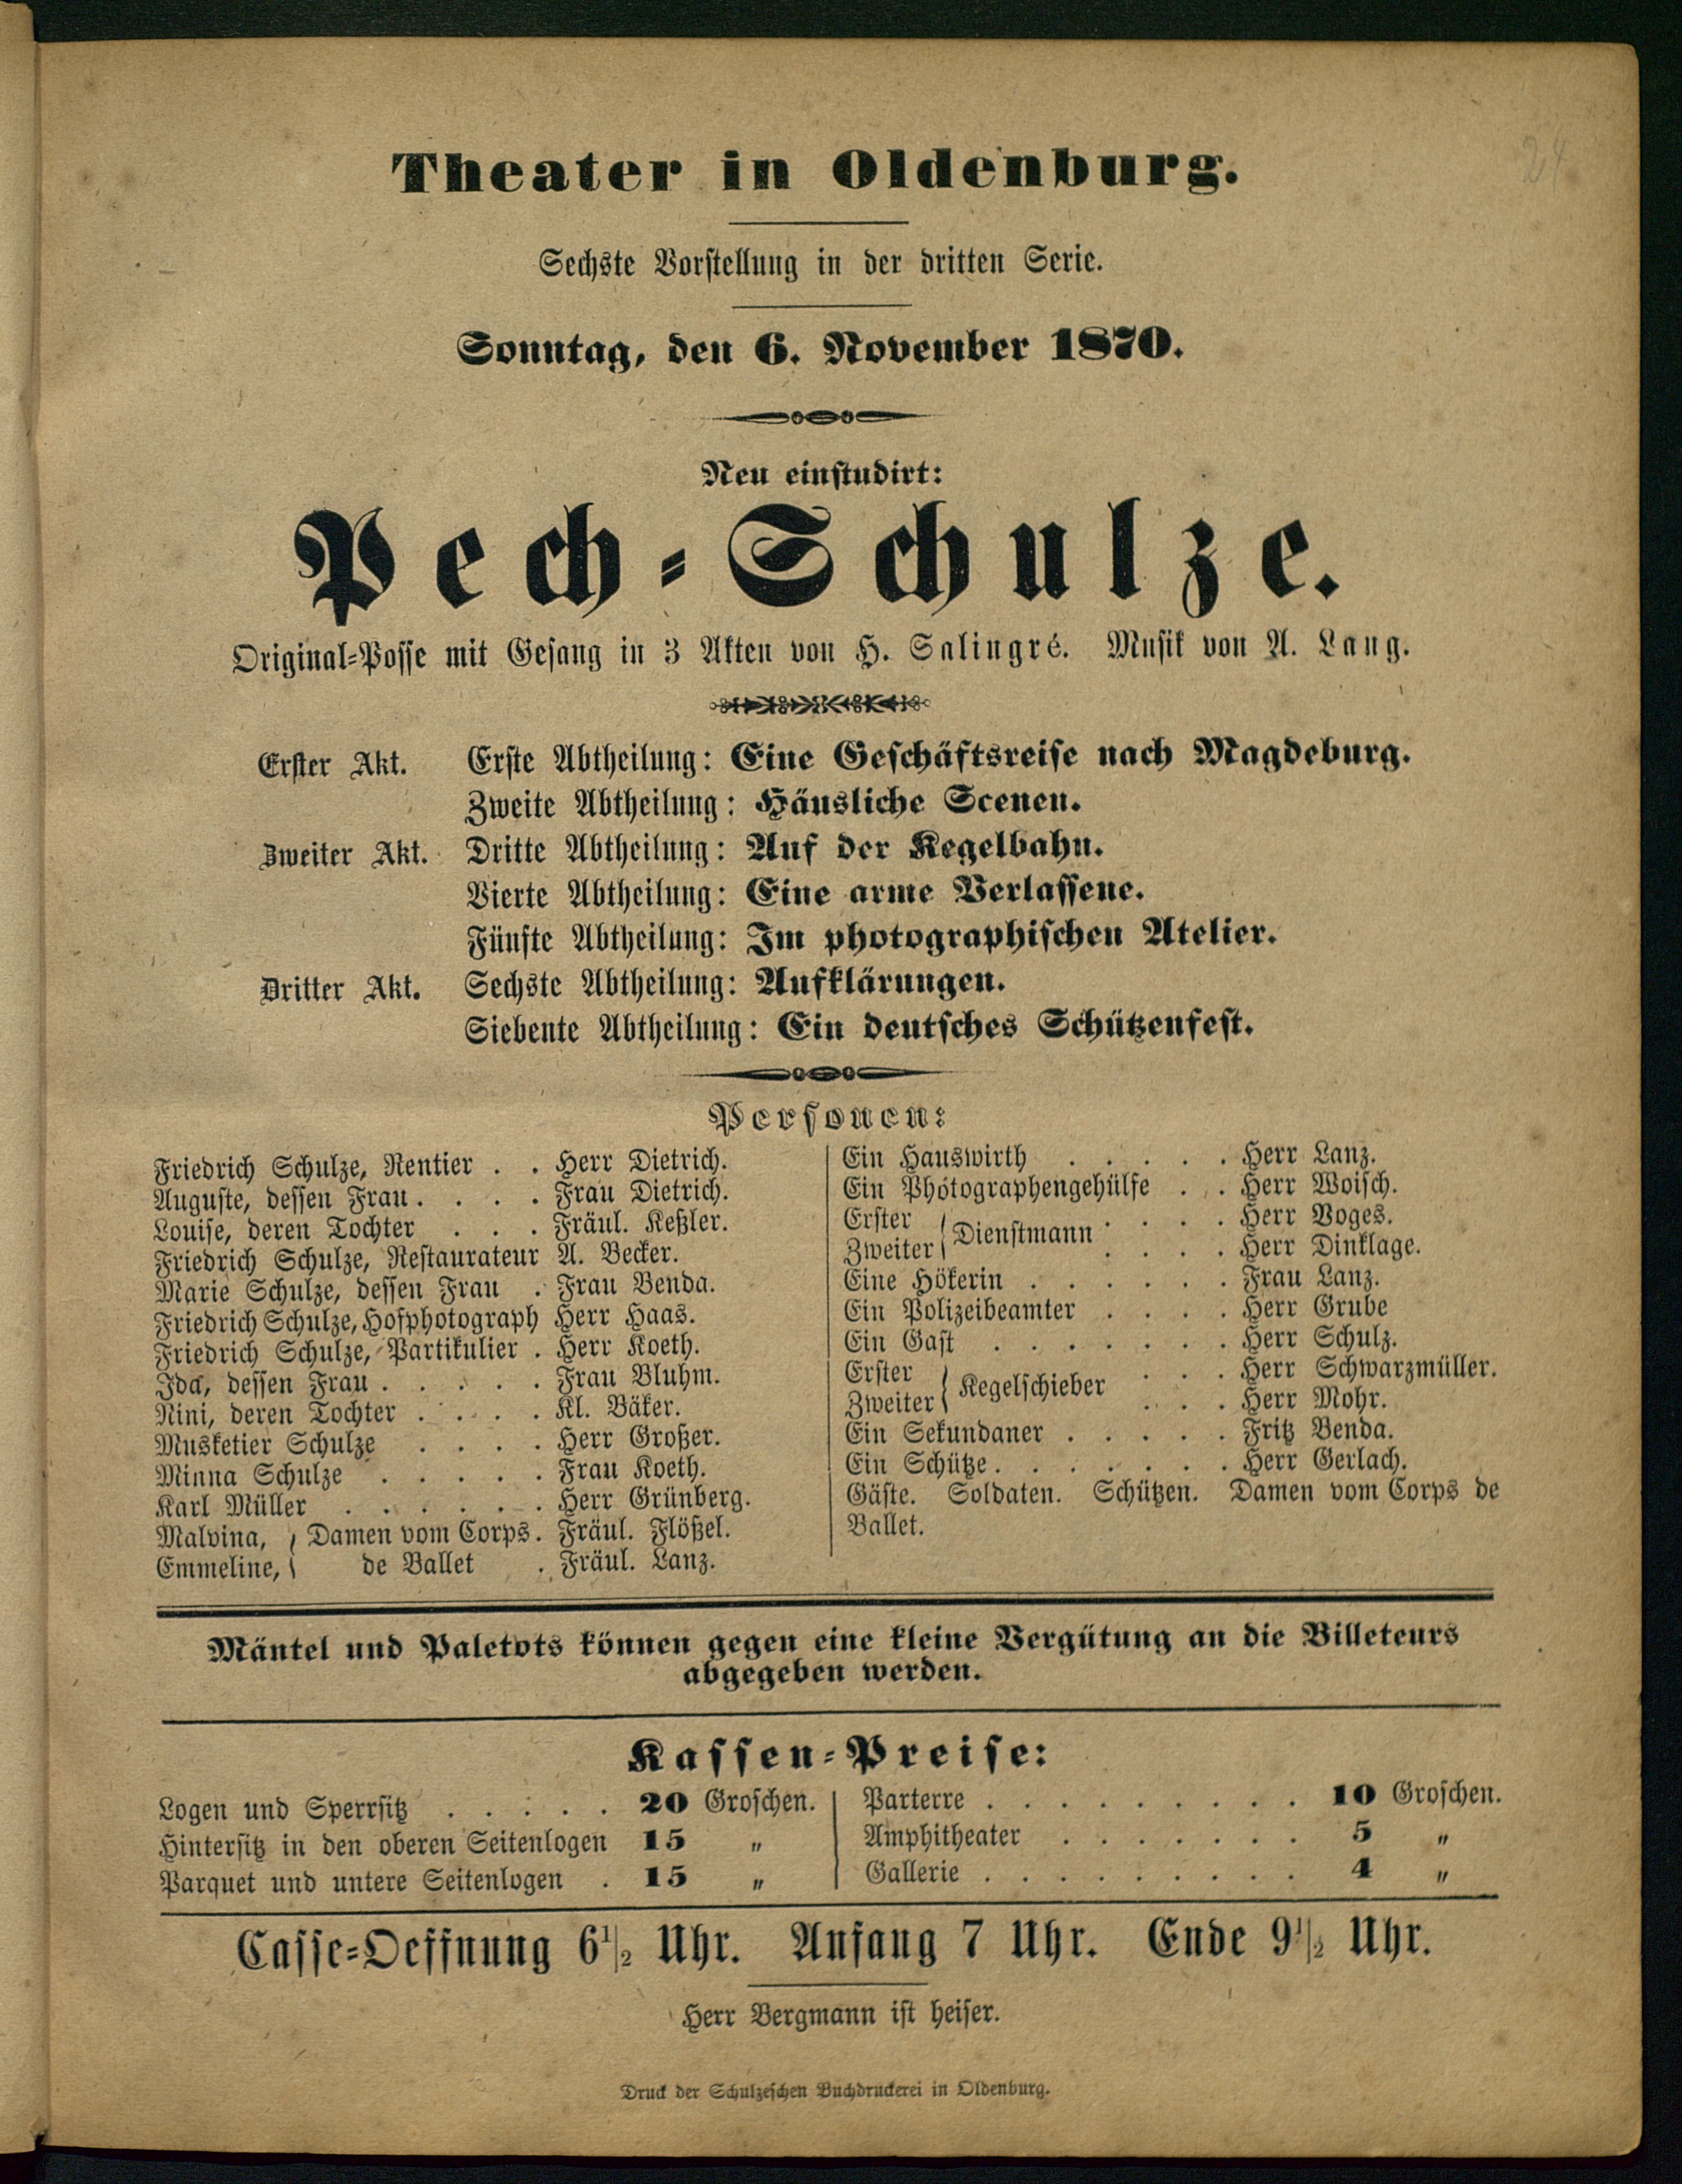 24
Theater in Oldenburg.
Sechste Vorstellung in der dritten Serie.
Sonntag, den 6. November 1870.
Neu einstudirt:
Pech-Schulze.
Original-Posse mit Gesang in 3 Akten von H. Salingré. Musik von A. Lang.
Erster Akt. Erste Abtheilung: Eine Geschäftsreise nach Magdeburg.
Zweite Abtheilung: Häusliche Scenen.
Zweiter Akt. Dritte Abtheilung: Auf der Kegelbahn.
Vierte Abtheilung: Eine arme Verlassene.
Fünfte Abtheilung: Im photographischen Atelier.
Dritter Akt. Sechste Abtheilung: Aufklärungen.
Siebente Abtheilung: Ein deutsches Schützenfest.
Personen:
Friedrich Schulze, Rentier . . Herr Dietrich.
Auguste, dessen Frau . . . . Frau Dietrich.
Louise, deren Tochter . . . Fräul. Keßler.
Friedrich Schulze, Restaurateur A. Becker.
Marie Schulze, dessen Frau . Frau Benda.
Friedrich Schulze, Hofphotograph Herr Haas.
Friedrich Schulze, Partikulier . Herr Koeth.
Ida, dessen Frau . . . . . Frau Bluhm.
Nini, deren Tochter . . . . Kl. Bäker.
Musketier Schulze . . . . Herr Großer.
Minna Schulze . . . . . Frau Koeth.
Karl Müller . . . . . . Herr Grünberg.
Malvina, } Damen vom Corps . Fräul. Flößel.
Emmeline, } de Ballet . Fräul. Lanz.
Ein Hauswirth . . . . . Herr Lanz.
Ein Photographengehülfe . . Herr Woisch.
Erster } Dienstmann . . . . Herr Voges.
Zweiter } . . . . Herr Dinklage.
Eine Hökerin . . . . . . Frau Lanz.
Ein Polizeibeamter . . . . Herr Grube
Ein Gast . . . . . . . Herr Schulz.
Erster } Kegelschieber . . . Herr Schwarzmüller.
Zweiter } . . . Herr Mohr.
Ein Sekundaner . . . . . Fritz Benda.
Ein Schütze . . . . . . . Herr Gerlach.
Gäste. Soldaten. Schützen. Damen vom Corps de
Ballet.
Mäntel und Paletots können gegen eine kleine Vergütung an die Billeteurs
abgegeben werden.
Kassen-Preise:
Logen und Sperrsitz . . . . . 20 Groschen.
Hintersitz in den oberen Seitenlogen 15 "
Parquet und untere Seitenlogen . 15 "
Parterre . . . . . . . . . 10 Groschen.
Amphitheater . . . . . . . 5 "
Gallerie . . . . . . . . . 4 "
Casse-Oeffnung 6 1/2 Uhr. Anfang 7 Uhr. Ende 9 1/2 Uhr.
Herr Bergmann ist heiser.
Druck der Schulzeschen Buchdruckerei in Oldenburg.